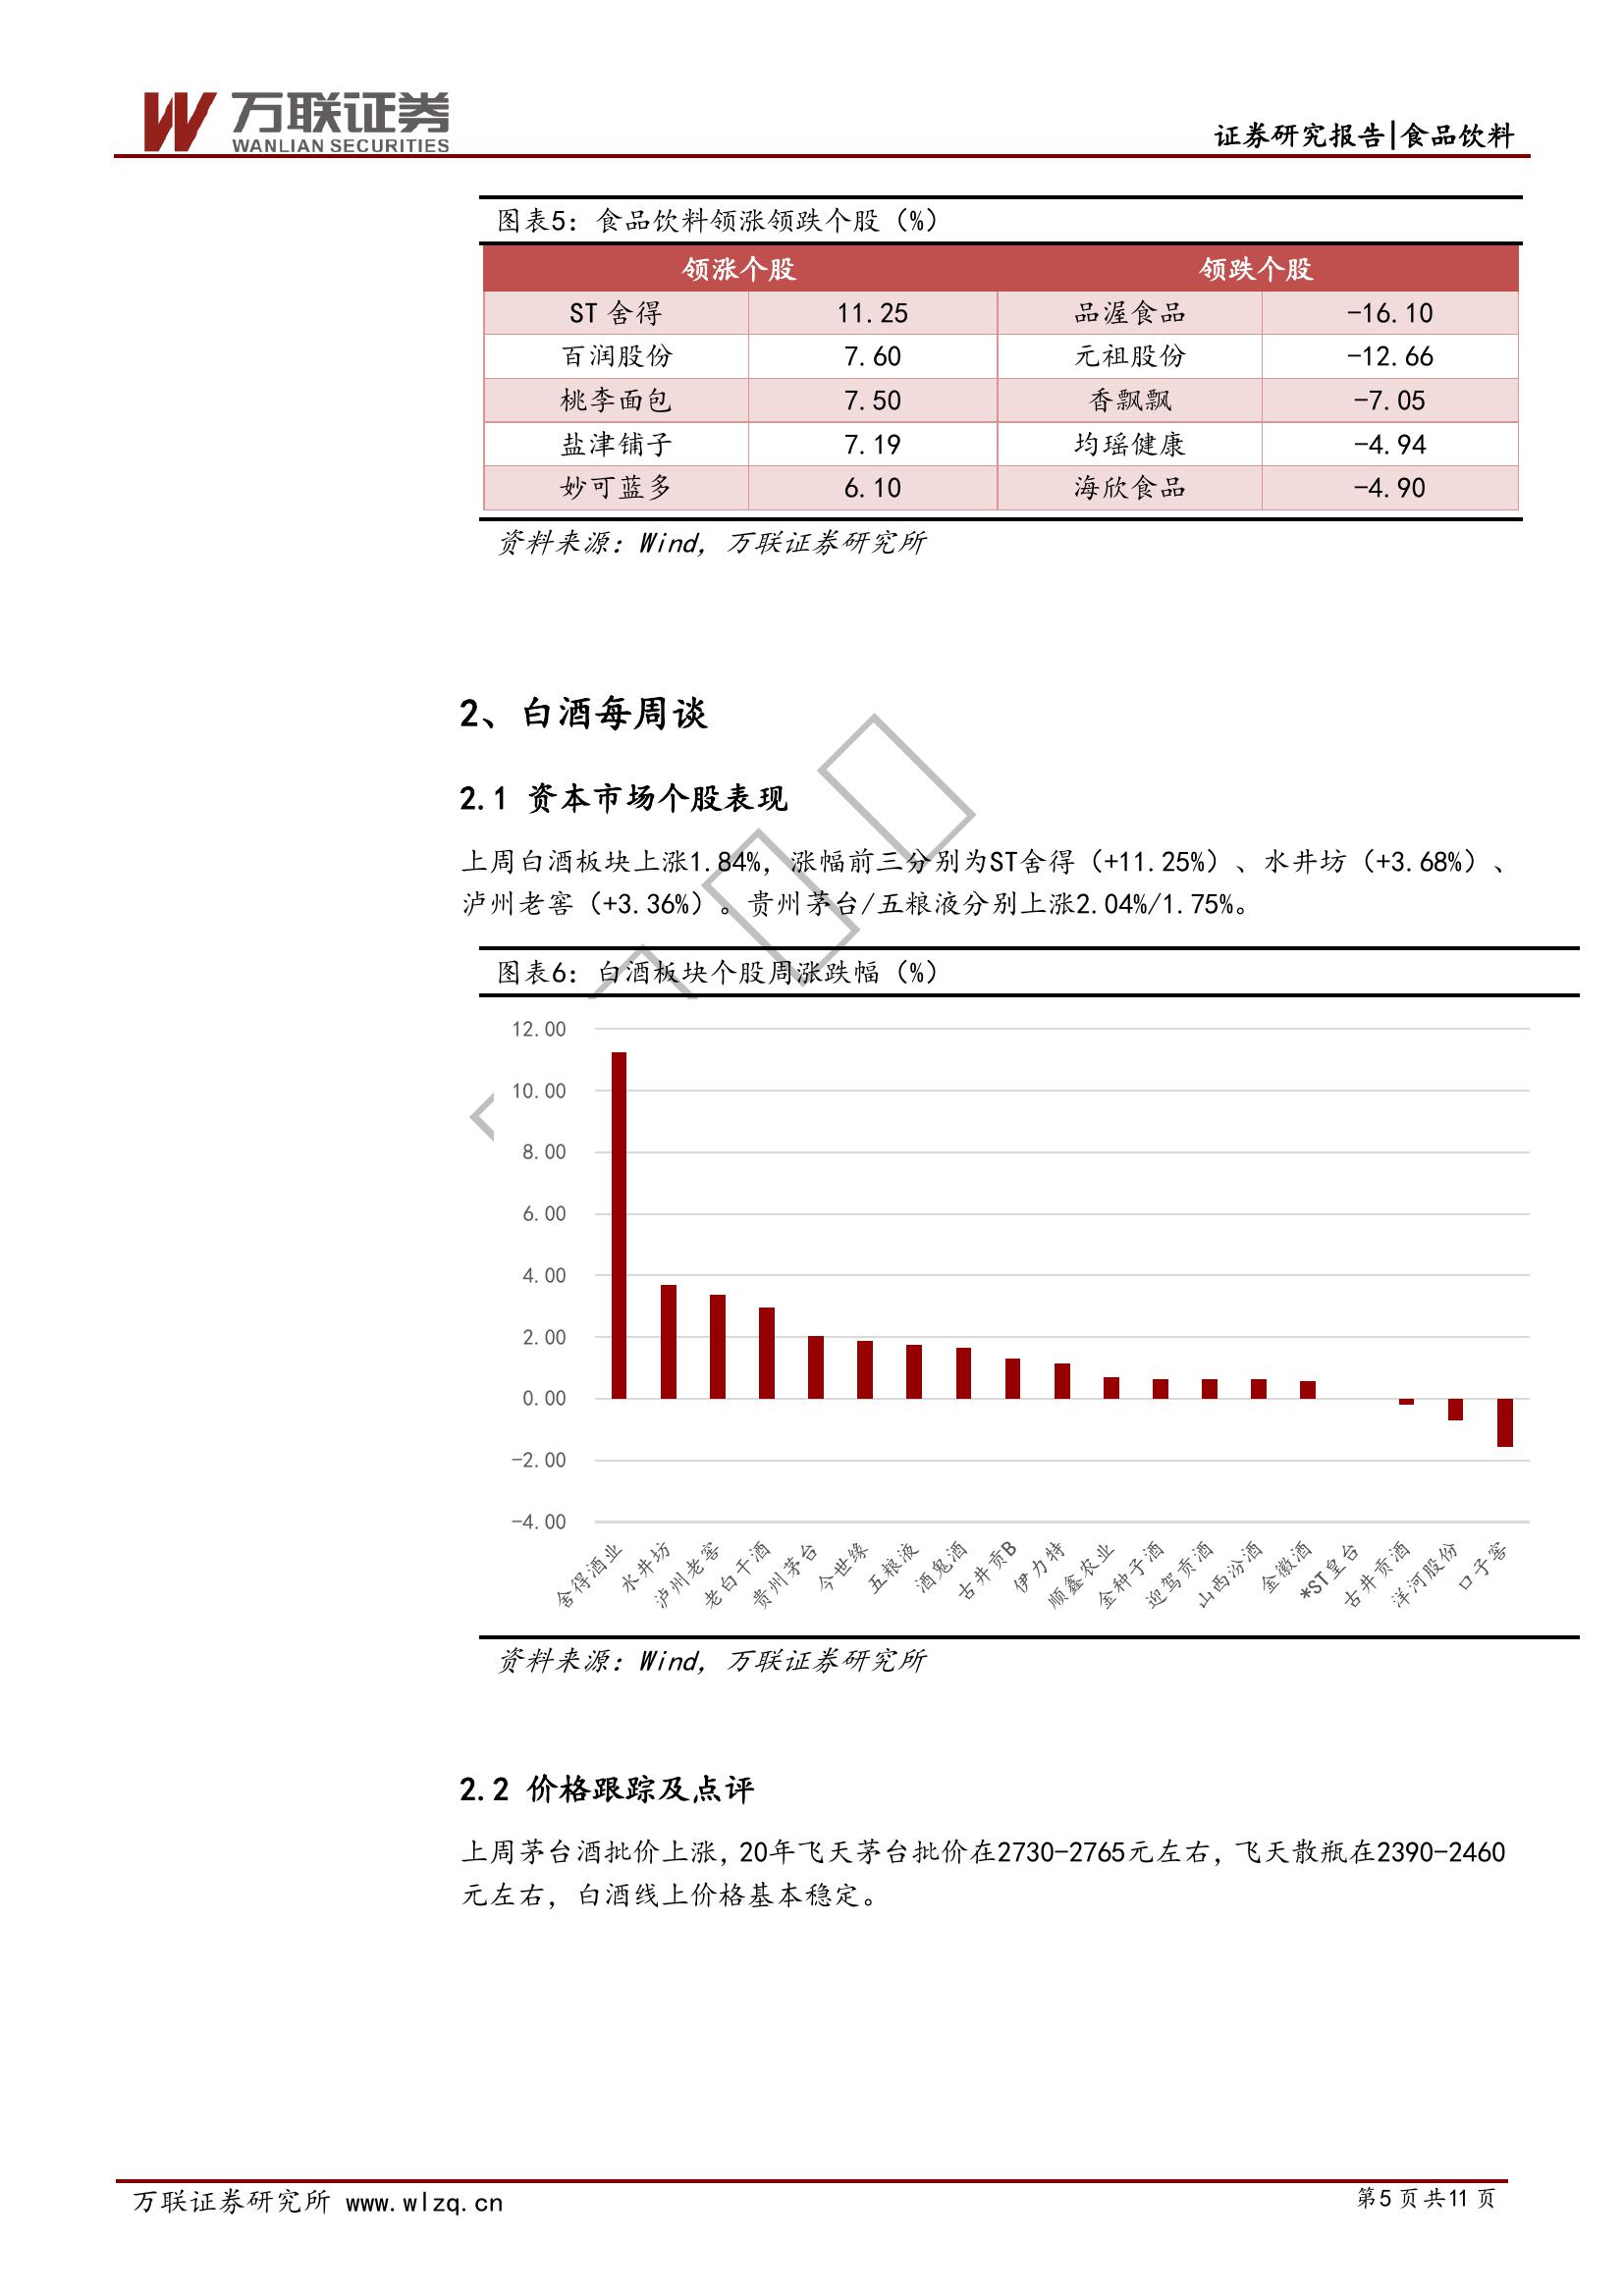 万联证券
WANLIAN SECURITIES
证券研究报告|食品饮料
图表5：食品饮料领涨领跌个股（%）
领涨个股 领跌个股
ST 舍得 11.25 品渥食品 -16.10
百润股份 7.60 元祖股份 -12.66
桃李面包 7.50 香飘飘 -7.05
盐津铺子 7.19 均瑶健康 -4.94
妙可蓝多 6.10 海欣食品 -4.90
资料来源：Wind，万联证券研究所
2、白酒每周谈
2.1 资本市场个股表现
上周白酒板块上涨1.84%，涨幅前三分别为ST舍得（+11.25%）、水井坊（+3.68%）、
泸州老窖（+3.36%）。贵州茅台/五粮液分别上涨2.04%/1.75%。
图表6：白酒板块个股周涨跌幅（%）
12.00
10.00
8.00
6.00
4.00
2.00
0.00
-2.00
-4.00
舍得酒业 水井坊 泸州老窖 老白干酒 贵州茅台 今世缘 五粮液 酒鬼酒 古井贡B 伊力特 顺鑫农业 金种子酒 迎驾贡酒 山西汾酒 金徽酒 *ST皇台 古井贡酒 洋河股份 口子窖
资料来源：Wind，万联证券研究所
2.2 价格跟踪及点评
上周茅台酒批价上涨，20年飞天茅台批价在2730-2765元左右，飞天散瓶在2390-2460
元左右，白酒线上价格基本稳定。
万联证券研究所 www.wlzq.cn 第5页共11页